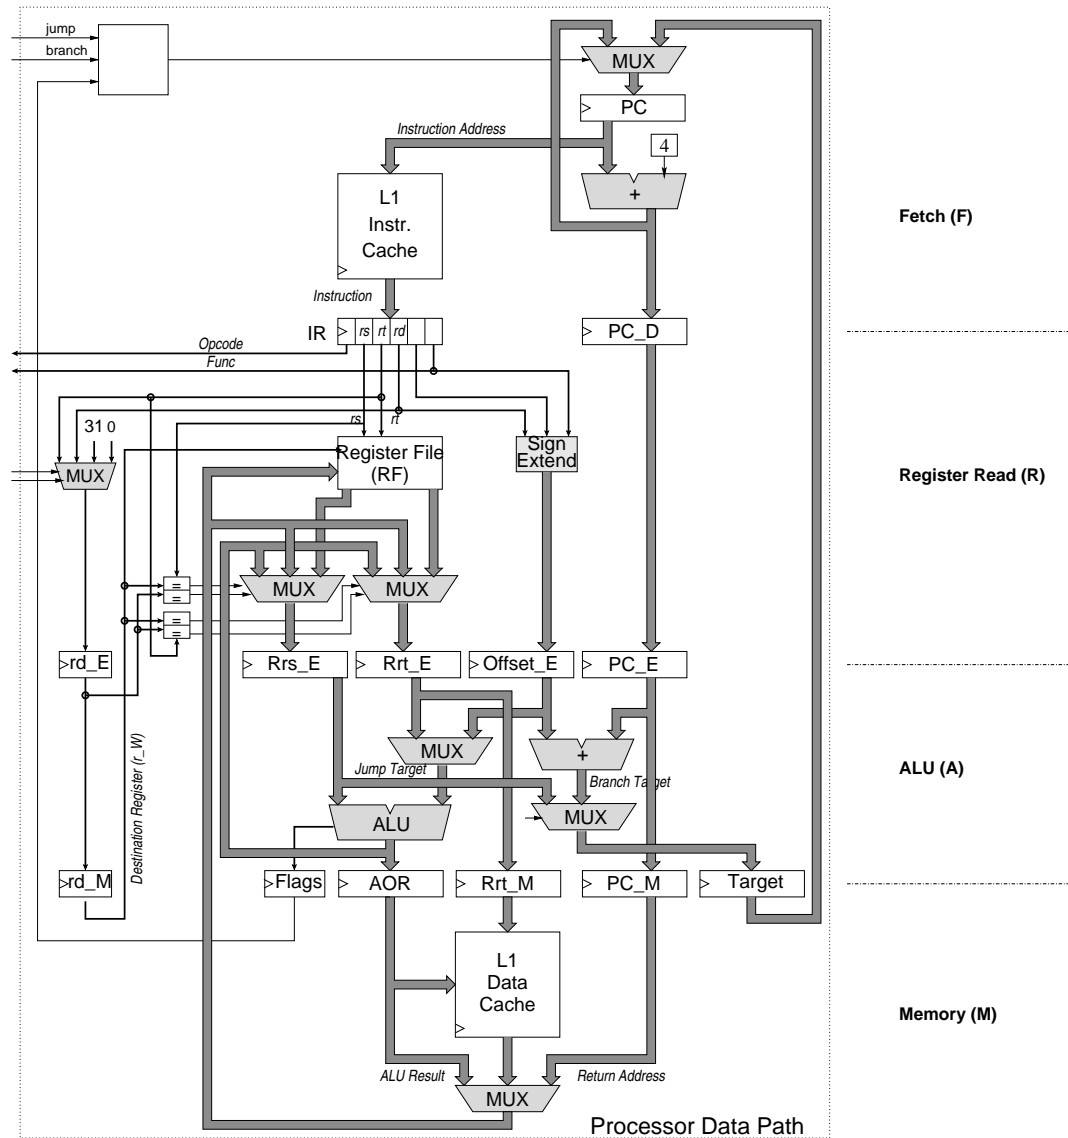 jump
branch
MUX
PC
Instruction Address
4
+
L1
Instr.
Cache
Fetch (F)
Instruction
IR
rs
rt
rd
PC_D
Opcode
Func
31
0
rs
rt
MUX
Register File
(RF)
Sign
Extend
Register Read (R)
=
=
=
=
MUX
MUX
rd_E
Rrs_E
Rrt_E
Offset_E
PC_E
Destination Register (r_W)
MUX
+
Jump Target
Branch Target
ALU (A)
ALU
MUX
rd_M
Flags
AOR
Rrt_M
PC_M
Target
L1
Data
Cache
Memory (M)
ALU Result
Return Address
MUX
Processor Data Path